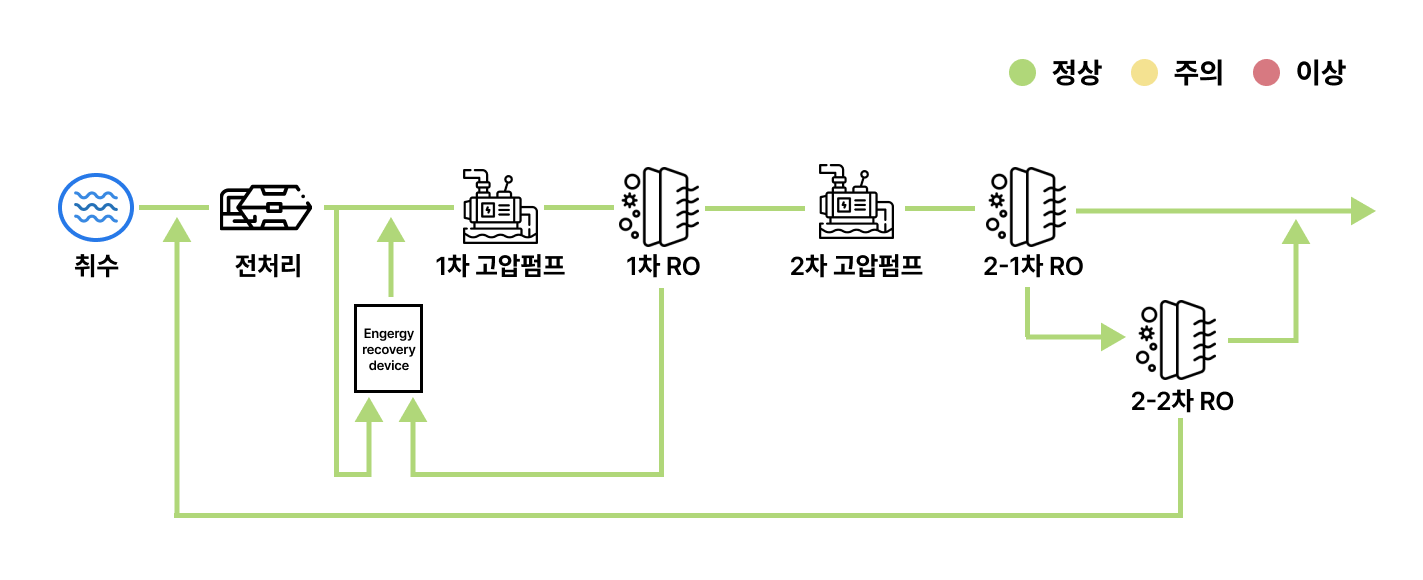 정상
주의
이상
취수
전처리
1차 고압펌프
1차 RO
2차 고압펌프
2-1차 RO
Engergy
recovery
device
2-2차 RO